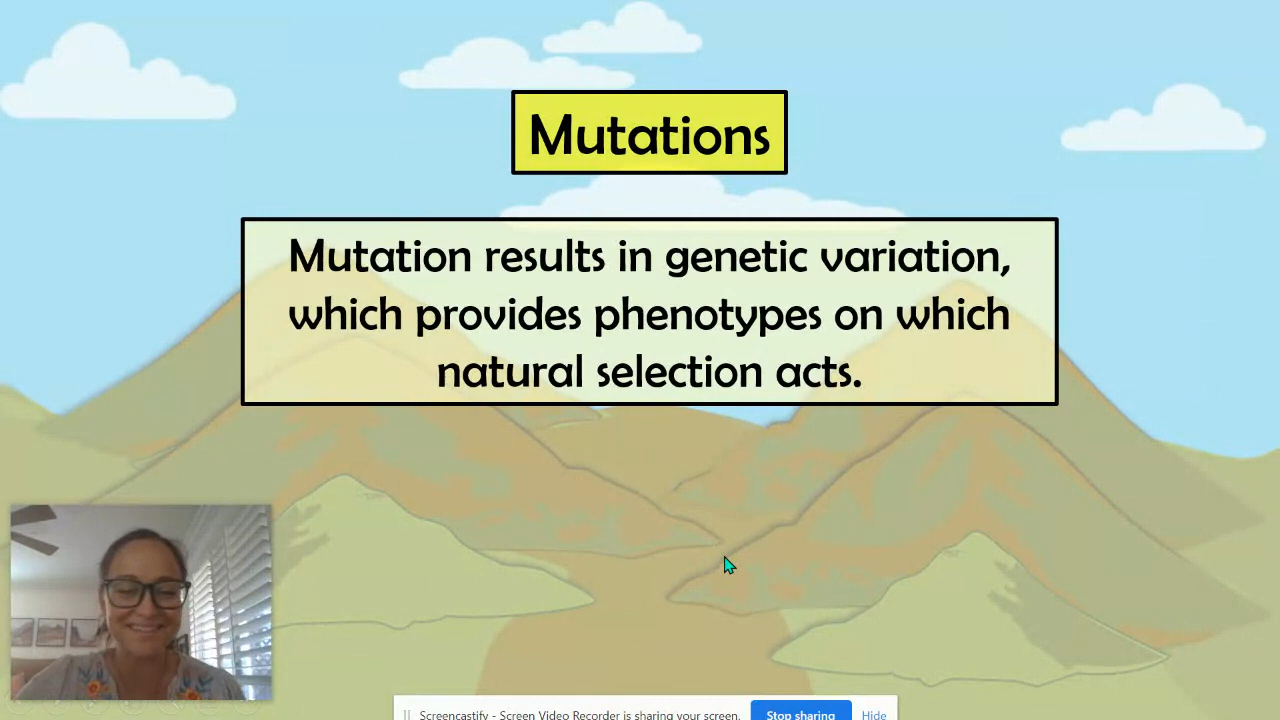 Mutations
Mutation results in genetic variation,
which provides phenotypes on which
natural selection acts.
Screencastify - Screen Video Recorder is sharing your screen. Stop sharing Hide